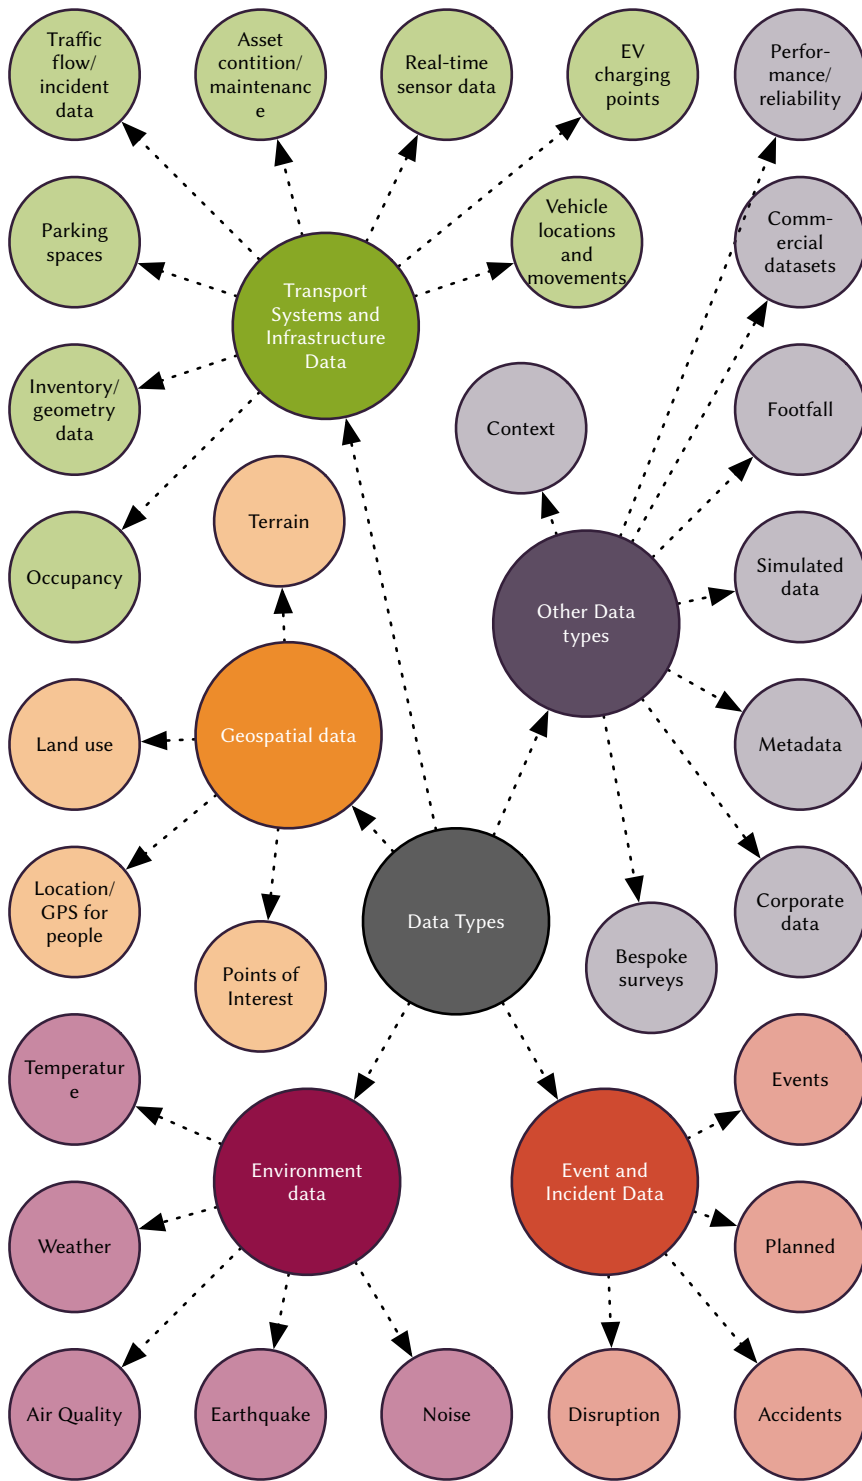 Traffic
flow/
incident
data
Asset
contition/
maintenanc
e
Real-time
sensor data
EV
charging
points
Perfor-
mance/
reliability
Parking
spaces
Vehicle
locations
and
movements
Comm-
ercial
datasets
Transport
Systems and
Infrastructure
Data
Inventory/
geometry
data
Context
Footfall
Terrain
Occupancy
Other Data
types
Simulated
data
Land use
Geospatial data
Metadata
Location/
GPS for
people
Data Types
Corporate
data
Points of
Interest
Bespoke
surveys
Temperatur
e
Events
Environment
data
Event and
Incident Data
Weather
Planned
Air Quality
Earthquake
Noise
Disruption
Accidents